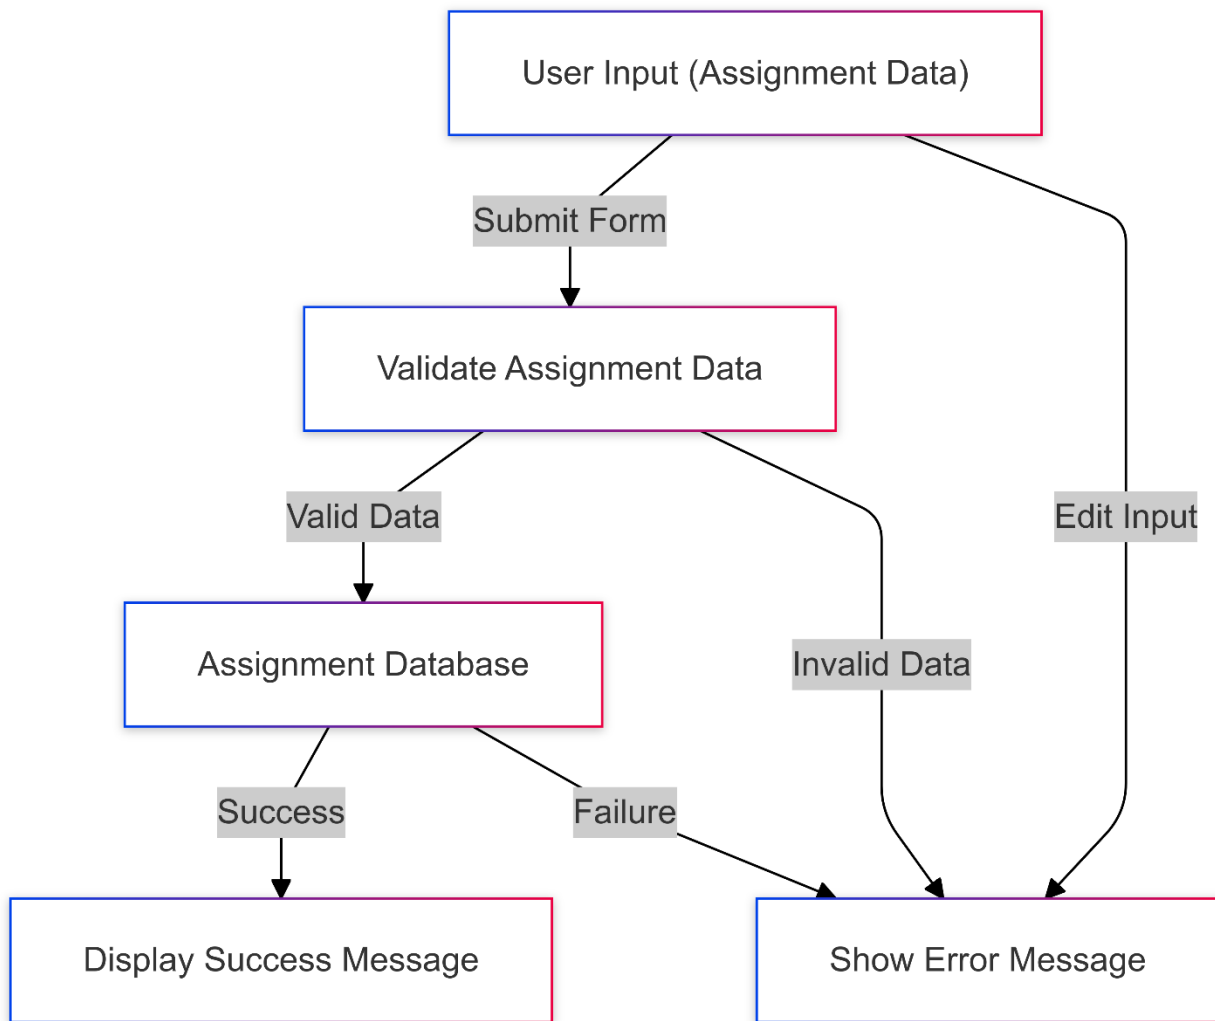 User Input (Assignment Data)
Submit Form
Validate Assignment Data
Valid Data
Edit Input
Assignment Database
Invalid Data
Success
Failure
Display Success Message
Show Error Message